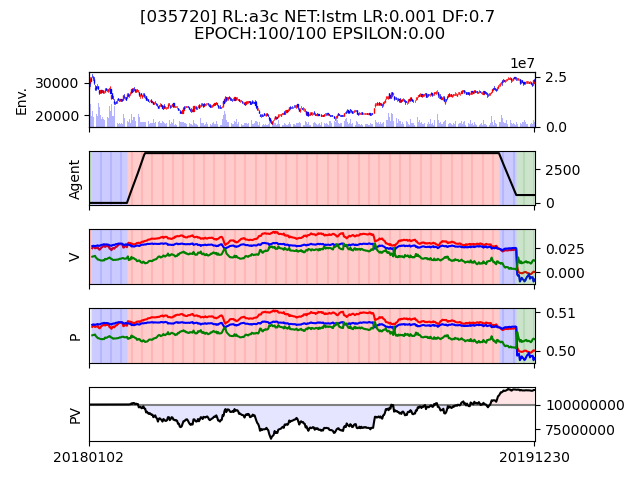 [035720] RL:a3c NET:lstm LR:0.001 DF:0.7
EPOCH:100/100 EPSILON:0.00
1e7
Env.
30000
20000
2.5
0.0
Agent
2500
0
V
0.025
0.000
P
0.51
0.50
PV
100000000
75000000
20180102
20191230